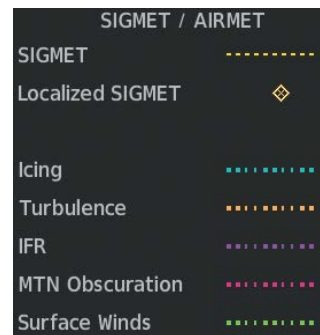 SIGMET / AIRMET
SIGMET
Localized SIGMET
Icing
Turbulence
IFR
MTN Obscuration
Surface Winds